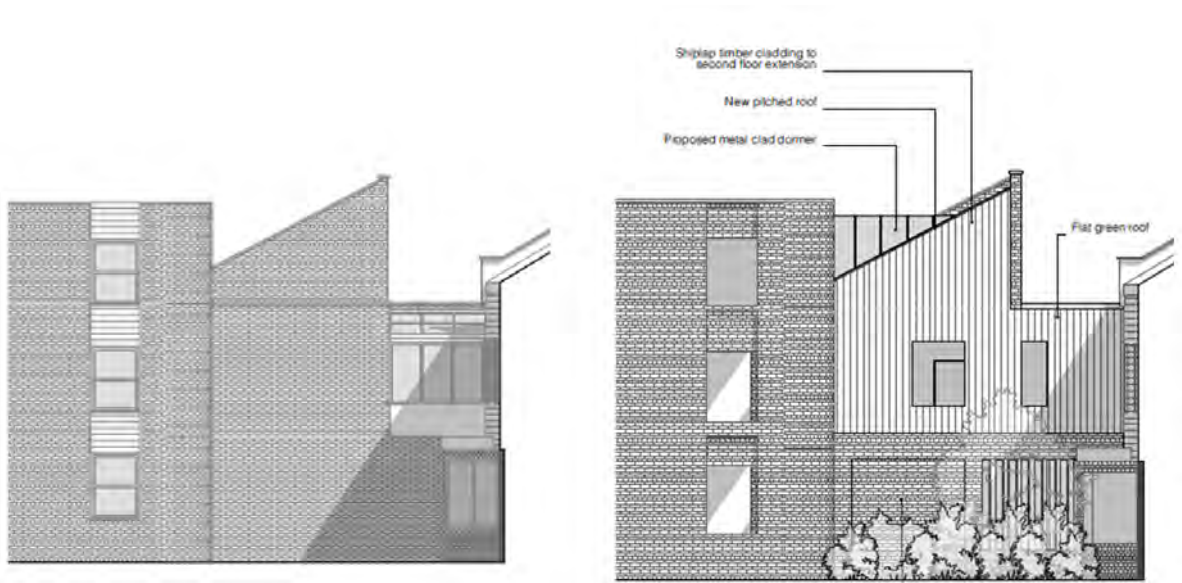 Shiplap timber cladding to
second floor extension
New pitched roof
Proposed metal clad dormer
Flat green roof